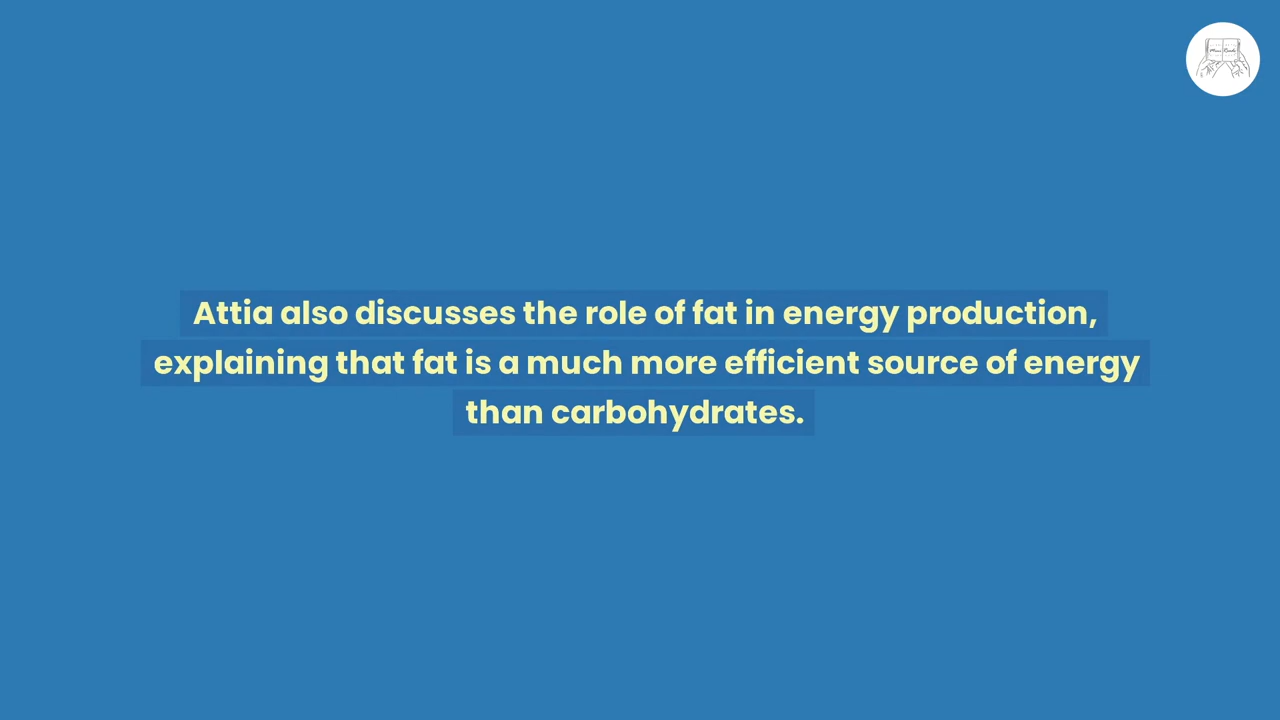 Attia also discusses the role of fat in energy production,
explaining that fat is a much more efficient source of energy
than carbohydrates.